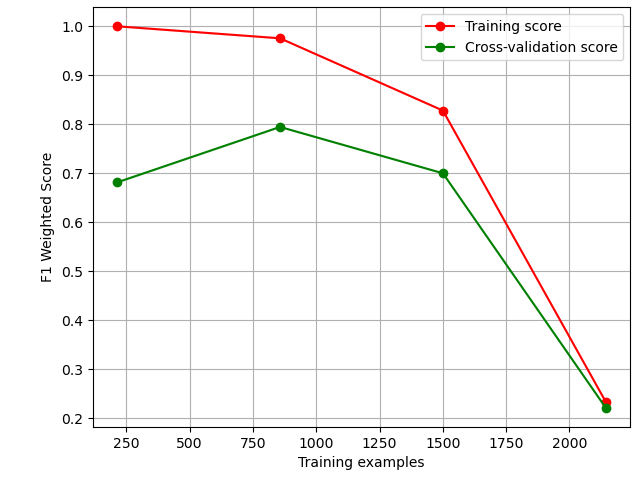 Training score
Cross-validation score
F1 Weighted Score
1.0
0.9
0.8
0.7
0.6
0.5
0.4
0.3
0.2
250 500 750 1000 1250 1500 1750 2000
Training examples